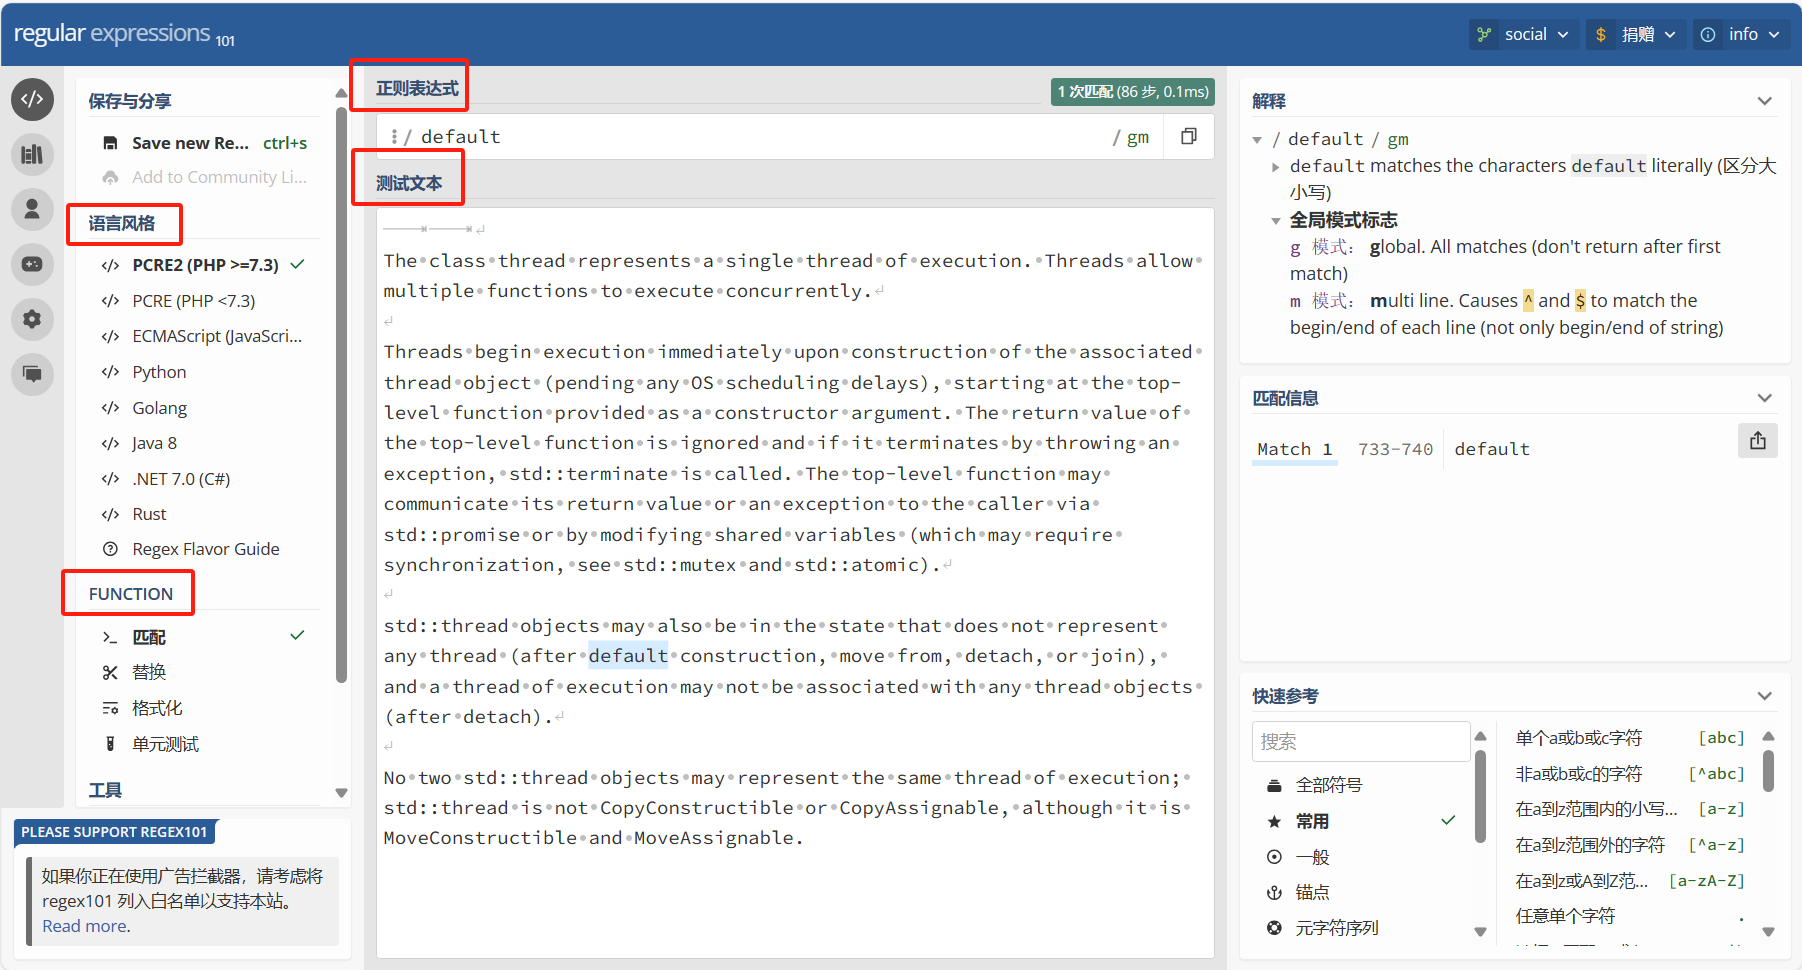 regular expressions 101
social
捐赠
info
保存与分享
Save new Re... ctrl+s
Add to Community Li...
语言风格
PCRE2 (PHP >=7.3)
PCRE (PHP <7.3)
ECMAScript (JavaScri...
Python
Golang
Java 8
.NET 7.0 (C#)
Rust
Regex Flavor Guide
FUNCTION
匹配
替换
格式化
单元测试
工具
PLEASE SUPPORT REGEX101
如果你正在使用广告拦截器，请考虑将
regex101 列入白名单以支持本站。
Read more.
正则表达式
1 次匹配 (86 步, 0.1ms)
/ default / gm
测试文本
The class thread represents a single thread of execution. Threads allow
multiple functions to execute concurrently.
Threads begin execution immediately upon construction of the associated
thread object (pending any OS scheduling delays), starting at the top-
level function provided as a constructor argument. The return value of
the top-level function is ignored and if it terminates by throwing an
exception, std::terminate is called. The top-level function may
communicate its return value or an exception to the caller via
std::promise or by modifying shared variables (which may require
synchronization, see std::mutex and std::atomic).
std::thread objects may also be in the state that does not represent
any thread (after default construction, move from, detach, or join),
and a thread of execution may not be associated with any thread objects
(after detach).
No two std::thread objects may represent the same thread of execution;
std::thread is not CopyConstructible or CopyAssignable, although it is
MoveConstructible and MoveAssignable.
解释
/ default / gm
default matches the characters default literally (区分大
小写)
全局模式标志
g 模式： global. All matches (don't return after first
match)
m 模式： multi line. Causes ^ and $ to match the
begin/end of each line (not only begin/end of string)
匹配信息
Match 1 733-740 default
快速参考
搜索
全部符号
常用
一般
锚点
元字符序列
单个a或b或c字符 [abc]
非a或b或c的字符 [^abc]
在a到z范围内的小写... [a-z]
在a到z范围外的字符 [^a-z]
在a到z或A到Z范... [a-zA-Z]
任意单个字符 .